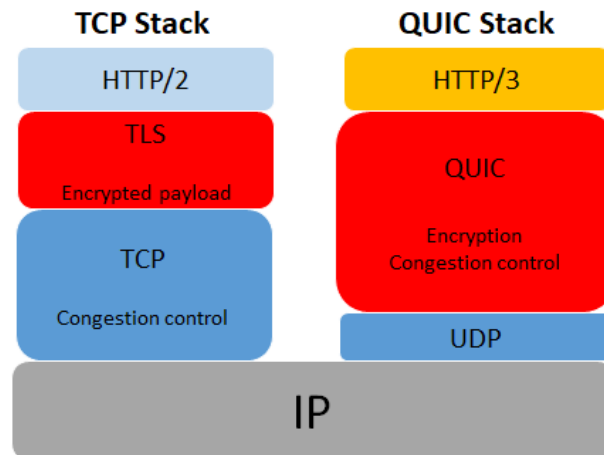 TCP Stack
HTTP/2
TLS
Encrypted payload
TCP
Congestion control
QUIC Stack
HTTP/3
QUIC
Encryption
Congestion control
UDP
IP